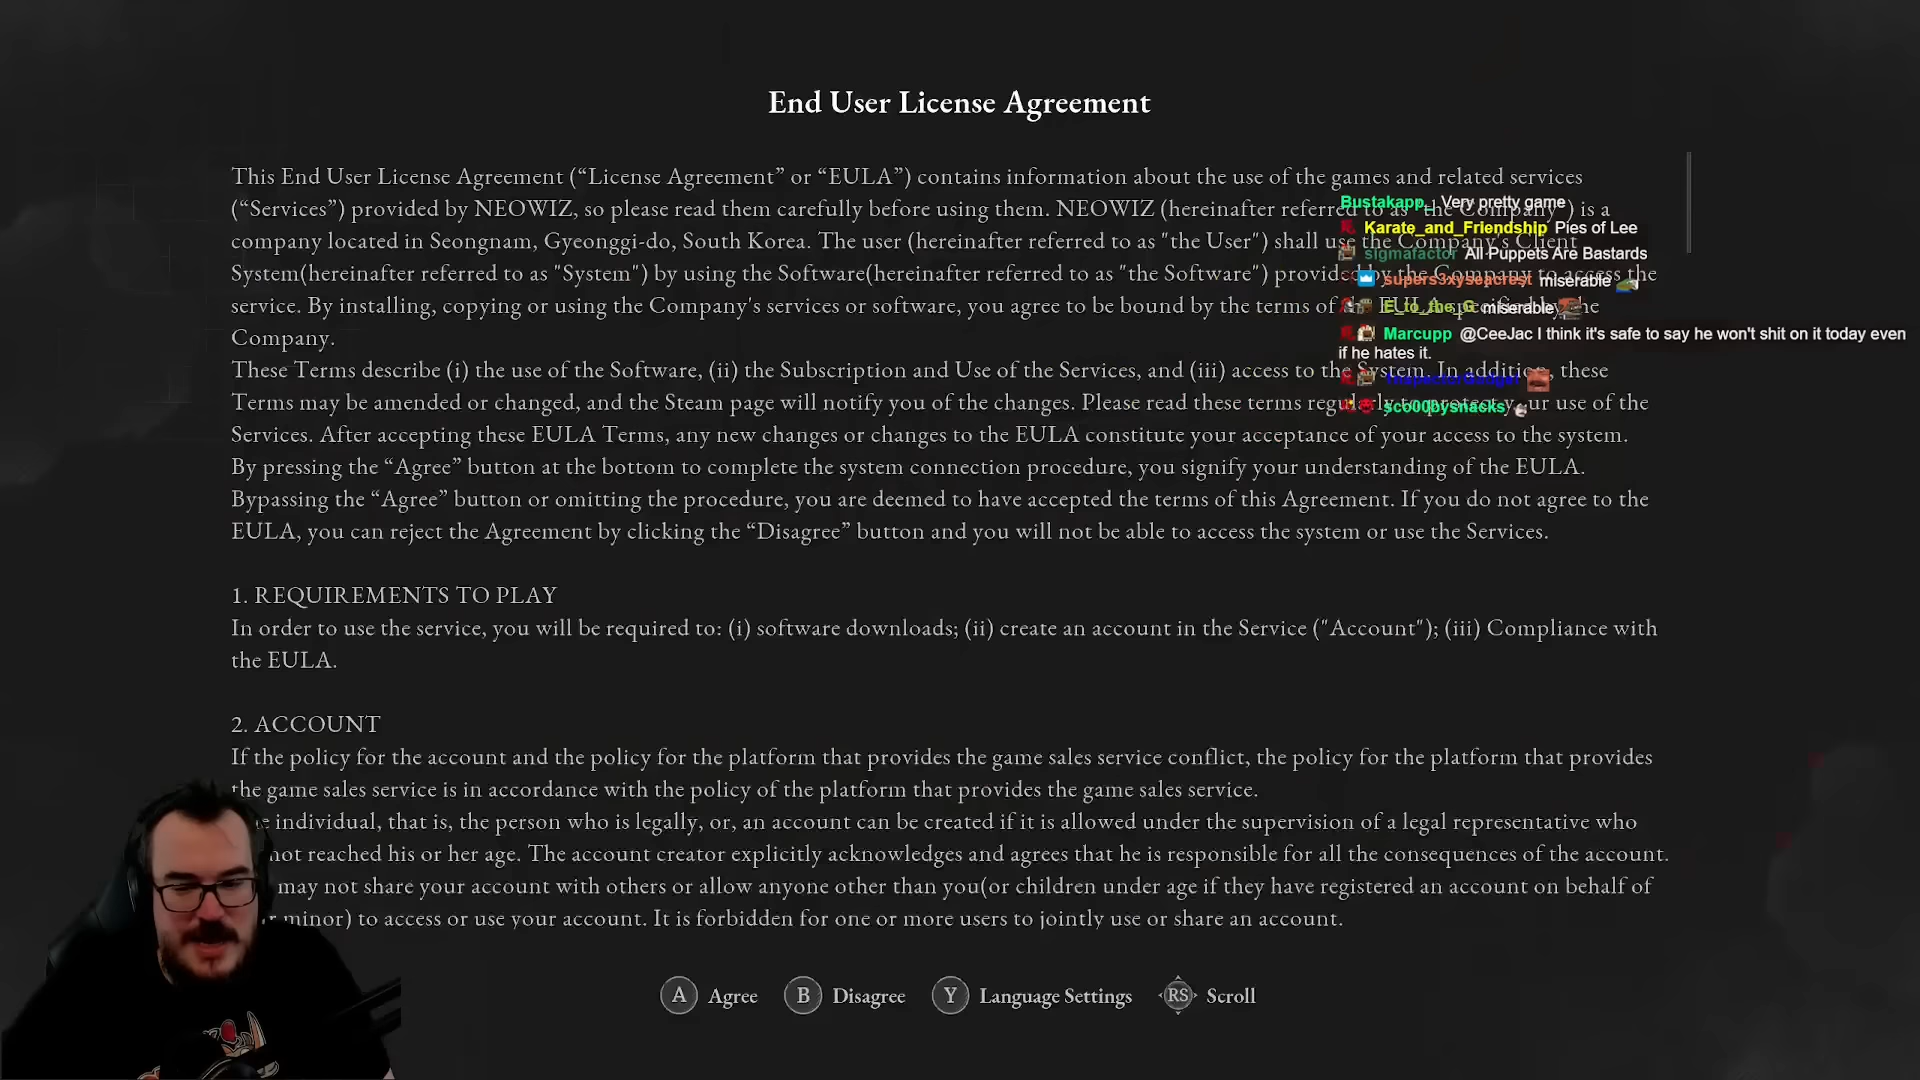 End User License Agreement
This End User License Agreement (“License Agreement” or “EULA”) contains information about the use of the games and related services
(“Services”) provided by NEOWIZ, so please read them carefully before using them. NEOWIZ (hereinafter referred to as "the Company") is a
company located in Seongnam, Gyeonggi-do, South Korea. The user (hereinafter referred to as "the User") shall use the Company's Client
System(hereinafter referred to as "System") by using the Software(hereinafter referred to as "the Software") provided by the Company to access the
service. By installing, copying or using the Company's services or software, you agree to be bound by the terms of EULA specified by the
Company.
These Terms describe (i) the use of the Software, (ii) the Subscription and Use of the Services, and (iii) access to the System. In addition, these
Terms may be amended or changed, and the Steam page will notify you of the changes. Please read these terms regularly to protect your use of the
Services. After accepting these EULA Terms, any new changes or changes to the EULA constitute your acceptance of your access to the system.
By pressing the “Agree” button at the bottom to complete the system connection procedure, you signify your understanding of the EULA.
Bypassing the “Agree” button or omitting the procedure, you are deemed to have accepted the terms of this Agreement. If you do not agree to the
EULA, you can reject the Agreement by clicking the “Disagree” button and you will not be able to access the system or use the Services.
1. REQUIREMENTS TO PLAY
In order to use the service, you will be required to: (i) software downloads; (ii) create an account in the Service ("Account"); (iii) Compliance with
the EULA.
2. ACCOUNT
If the policy for the account and the policy for the platform that provides the game sales service conflict, the policy for the platform that provides
the game sales service is in accordance with the policy of the platform that provides the game sales service.
individual, that is, the person who is legally, or, an account can be created if it is allowed under the supervision of a legal representative who
not reached his or her age. The account creator explicitly acknowledges and agrees that he is responsible for all the consequences of the account.
may not share your account with others or allow anyone other than you(or children under age if they have registered an account on behalf of
minor) to access or use your account. It is forbidden for one or more users to jointly use or share an account.
Bustakapp_ Very pretty game
Karate_and_Friendship Pies of Lee
sigmafactor All Puppets Are Bastards
supers3xyseacrest miserable
E_to_the_G miserable
Marcupp @CeeJac I think it's safe to say he won't shit on it today even
if he hates it.
sco00bysnacks
A Agree B Disagree Y Language Settings RS Scroll